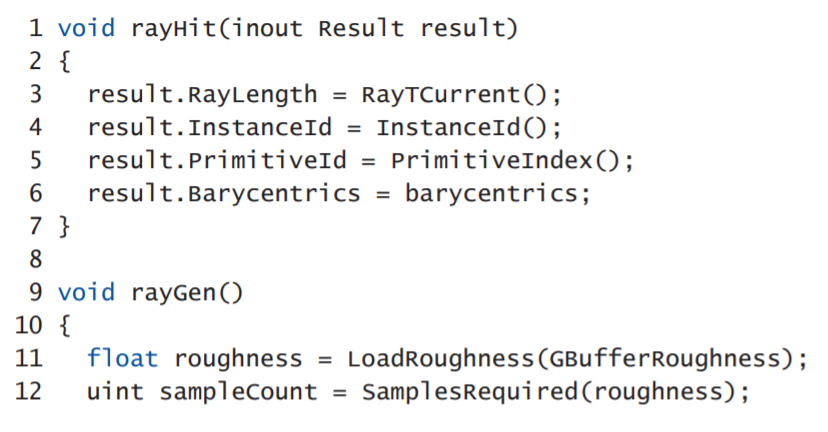 1 void rayHit(inout Result result)
2 {
3   result.RayLength = RayTCurrent();
4   result.InstanceId = InstanceId();
5   result.PrimitiveId = PrimitiveIndex();
6   result.Barycentrics = barycentrics;
7 }
8
9 void rayGen()
10 {
11   float roughness = LoadRoughness(GBufferRoughness);
12   uint sampleCount = SamplesRequired(roughness);